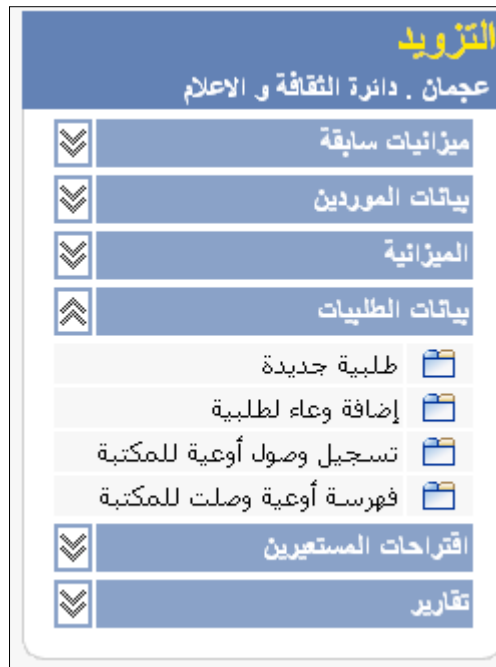 التزويد
عجمان . دائرة الثقافة و الاعلام
ميزانيات سابقة
بيانات الموردين
الميزانية
بيانات الطلبيات
طلبية جديدة
إضافة وعاء لطلبية
تسجيل وصول أوعية للمكتبة
فهرسة أوعية وصلت للمكتبة
اقتراحات المستعيرين
تقارير